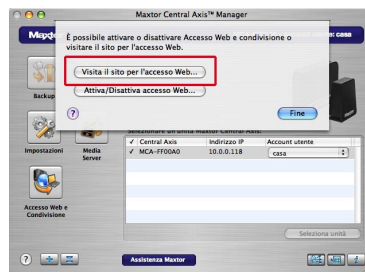 Maxtor Central Axis™ Manager
È possibile attivare o disattivare Accesso Web e condivisione o
visitare il sito per l'accesso Web.
Visita il sito per l'accesso Web...
Attiva/Disattiva accesso Web...
?
Fine
casa
Backup
Impostazioni
Media
Server
Accesso Web e
Condivisione
Selezionare un'unità Maxtor Central Axis:
✓ Central Axis
Indirizzo IP
Account utente
✓ MCA-FF00A0
10.0.0.118
casa
Seleziona unità
?
Assistenza Maxtor